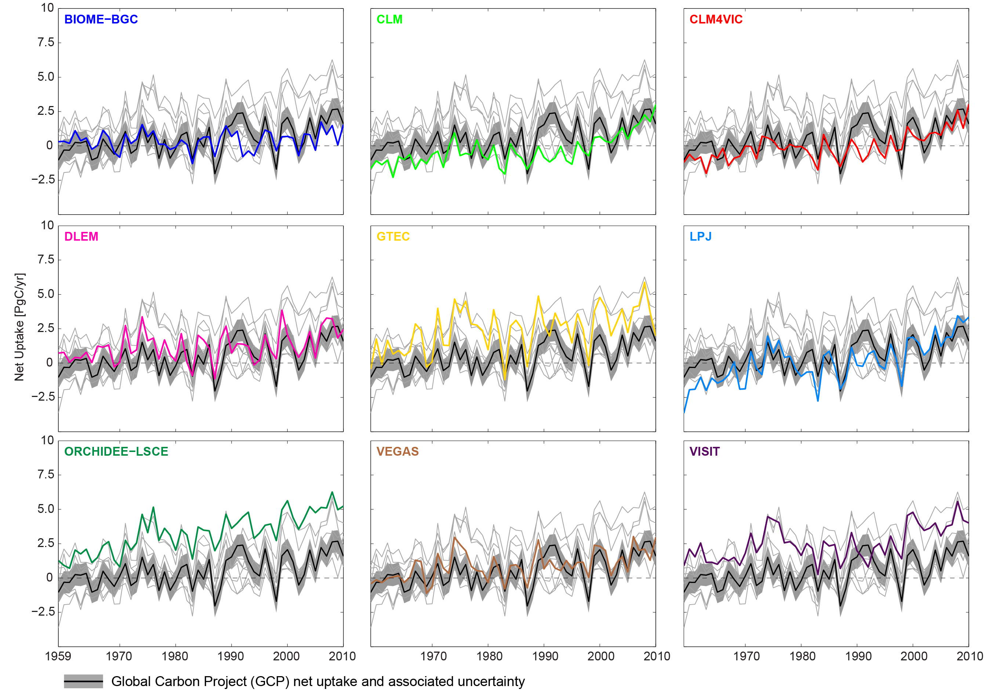 BIOME−BGC
CLM
CLM4VIC
10
7.5
5.0
2.5
0
−2.5
DLEM
GTEC
LPJ
10
7.5
5.0
2.5
0
−2.5
Net Uptake [PgC/yr]
ORCHIDEE−LSCE
VEGAS
VISIT
10
7.5
5.0
2.5
0
−2.5
1959 1970 1980 1990 2000 2010
1970 1980 1990 2000 2010
1970 1980 1990 2000 2010
Global Carbon Project (GCP) net uptake and associated uncertainty